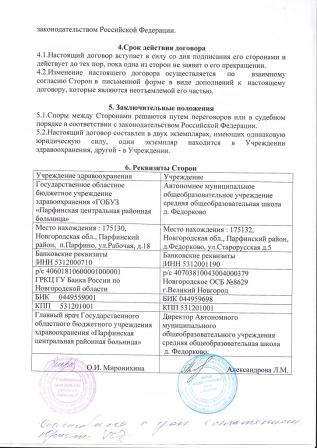 законодательством Российской Федерации.
4.Срок действия договора
4.1.Настоящий договор вступает в силу со дня подписания его сторонами и
действует до тех пор, пока одна из сторон не заявит о его прекращении.
4.2.Изменение настоящего договора осуществляется по взаимному
согласию Сторон в письменной форме в виде дополнений к настоящему
договору, которые являются неотъемлемой его частью.
5. Заключительные положения
5.1.Споры между Сторонами решаются путем переговоров или в судебном
порядке в соответствии с законодательством Российской Федерации.
5.2.Настоящий договор составлен в двух экземплярах, имеющих одинаковую
юридическую силу, один экземпляр находится в Учреждении
здравоохранения, другой - в Учреждении.
6. Реквизиты Сторон
Учреждение здравоохранения
Государственное областное
бюджетное учреждение
здравоохранения «ГОБУЗ
«Парфинская центральная районная
больница»
Место нахождения : 175130,
Новгородская обл., Парфинский
район, п.Парфино, ул.Рабочая, д.18
Банковские реквизиты
ИНН 5312000710
р/с 40601810600001000001
ГРКЦ ГУ Банка России по
Новгородской области
БИК 0449559001
КПП 531201001
Главный врач Государственного
областного бюджетного учреждения
здравоохранения «Парфинская
центральная районная больница»
О.И. Миронихина
Учреждение
Автономное муниципальное
общеобразовательное учреждение
средняя общеобразовательная школа
д. Федорково
Место нахождения : 175132,
Новгородская обл., Парфинский район,
д.Федорково, ул.Старорусская д.5
Банковские реквизиты
ИНН 5312001190
р/с 40703810043004000379
Новгородское ОСБ №8629
г.Великий Новгород
БИК 044959698
КПП 531201001
Директор Автономного
муниципального
общеобразовательного учреждения
средняя общеобразовательная школа
д. Федорково:
Александрова Л.М.